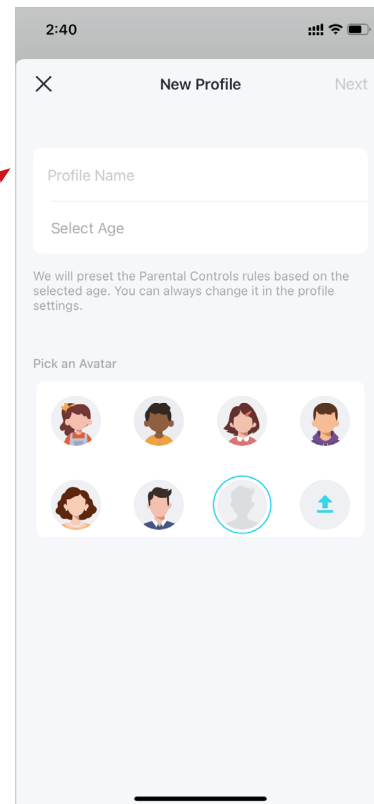 2:40
New Profile
Next
Profile Name
Select Age
We will preset the Parental Controls rules based on the
selected age. You can always change it in the profile
settings.
Pick an Avatar